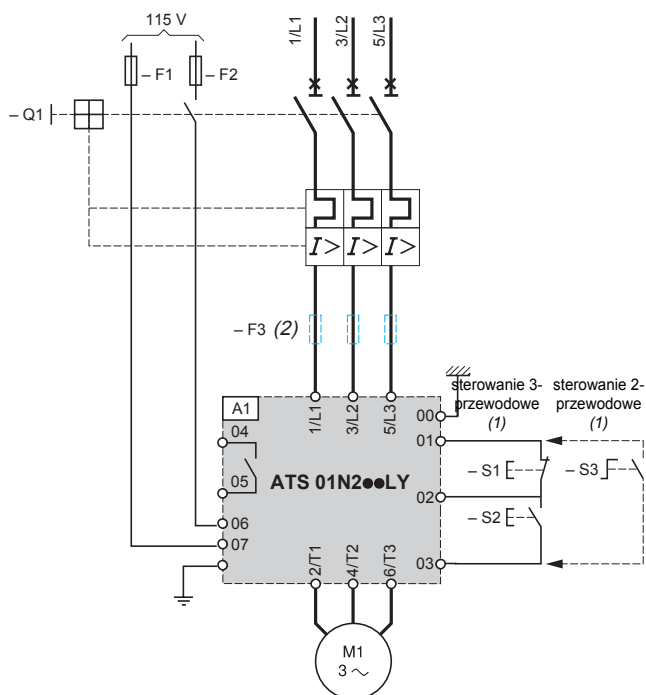 115 V
1/L1
3/L2
5/L3
– F1
– F2
– Q1
I>
I>
I>
– F3 (2)
sterowanie 3-
przewodowe
(1)
sterowanie 2-
przewodowe
(1)
A1
1/L1
3/L2
5/L3
00
04
01
– S1
– S3
ATS 01N2●●LY
05
02
– S2
06
07
03
2/T1
4/T2
6/T3
M1
3 ~